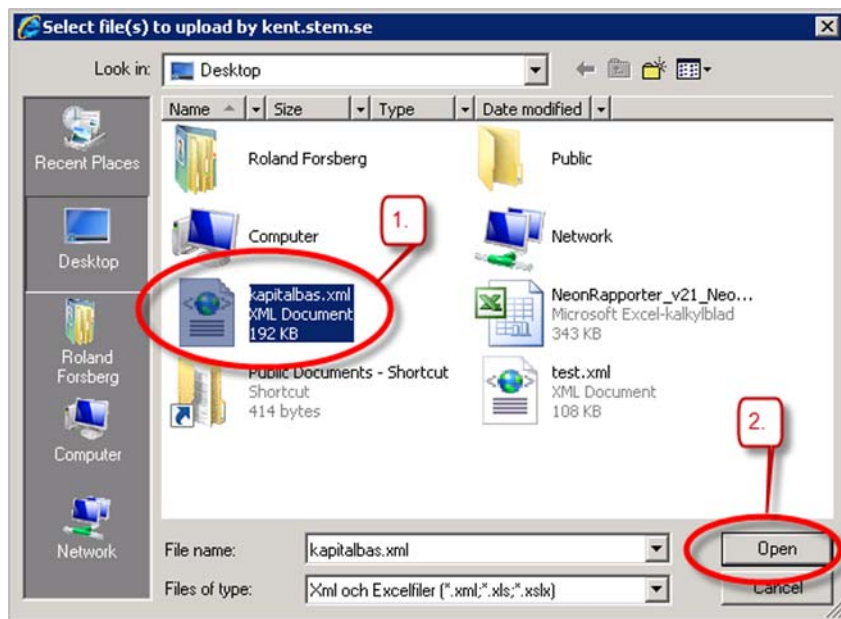 Select file(s) to upload by kent.stem.se
Look in:
Desktop
Name
Size
Type
Date modified
Recent Places
Desktop
Roland
Forsberg
Computer
Network
Roland Forsberg
Public
Computer
Network
1.
kapitalbas.xml
XML Document
192 KB
NeonRapporter_v21_Neo...
Microsoft Excel-kalkylblad
343 KB
Public Documents - Shortcut
Shortcut
414 bytes
test.xml
XML Document
108 KB
2.
File name:
kapitalbas.xml
Open
Files of type:
Xml och Excelfiler (*.xml;*.xls;*.xslx)
Cancel